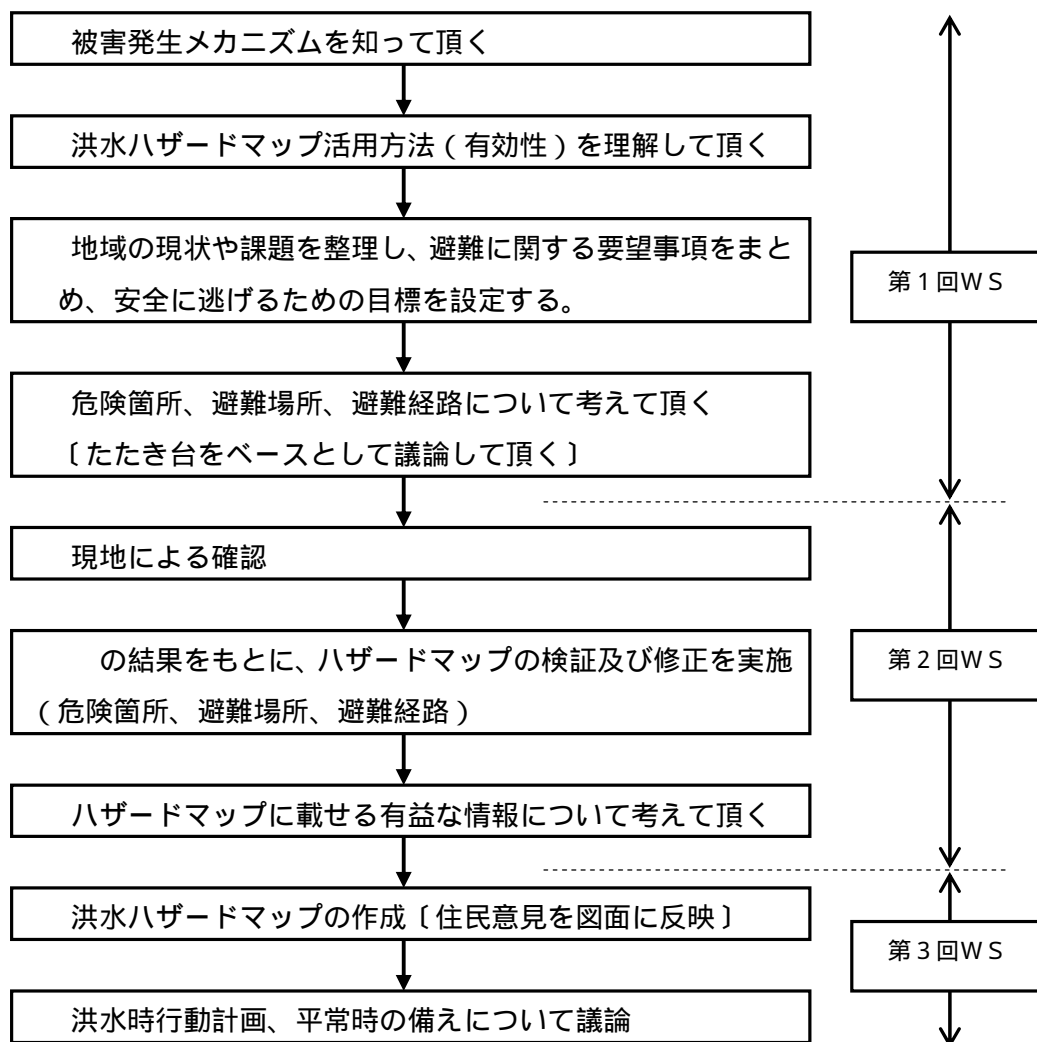 被害発生メカニズムを知って頂く
洪水ハザードマップ活用方法（有効性）を理解して頂く
地域の現状や課題を整理し、避難に関する要望事項をまと
め、安全に逃げるための目標を設定する。
第１回ＷＳ
危険箇所、避難場所、避難経路について考えて頂く
〔たたき台をベースとして議論して頂く〕
現地による確認
の結果をもとに、ハザードマップの検証及び修正を実施
（危険箇所、避難場所、避難経路）
第２回ＷＳ
ハザードマップに載せる有益な情報について考えて頂く
洪水ハザードマップの作成〔住民意見を図面に反映〕
第３回ＷＳ
洪水時行動計画、平常時の備えについて議論